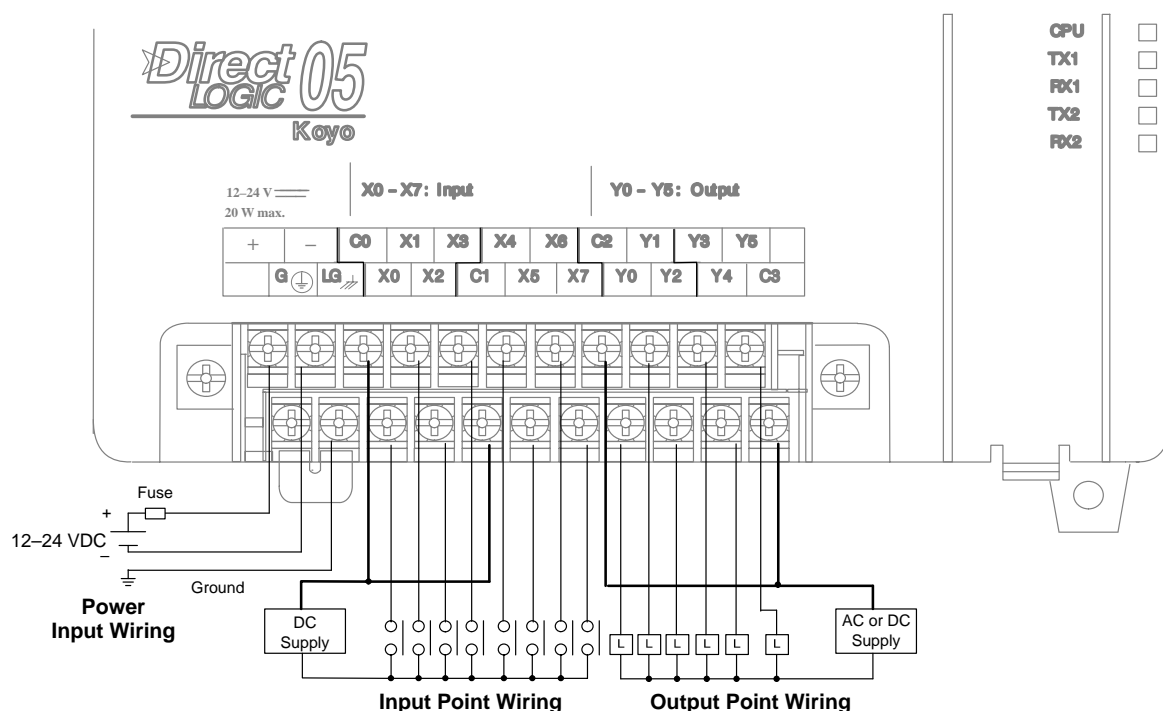 Direct
LOGIC 05
Koyo
CPU
TX1
RX1
TX2
RX2
12–24 V
20 W max.
X0 – X7: Input
Y0 – Y5: Output
+ – C0 X1 X3 X4 X6 C2 Y1 Y3 Y5
G LG X0 X2 C1 X5 X7 Y0 Y2 Y4 C3
Fuse
+
12–24 VDC
–
Ground
Power
Input Wiring
DC
Supply
L L L L L L
AC or DC
Supply
Input Point Wiring
Output Point Wiring